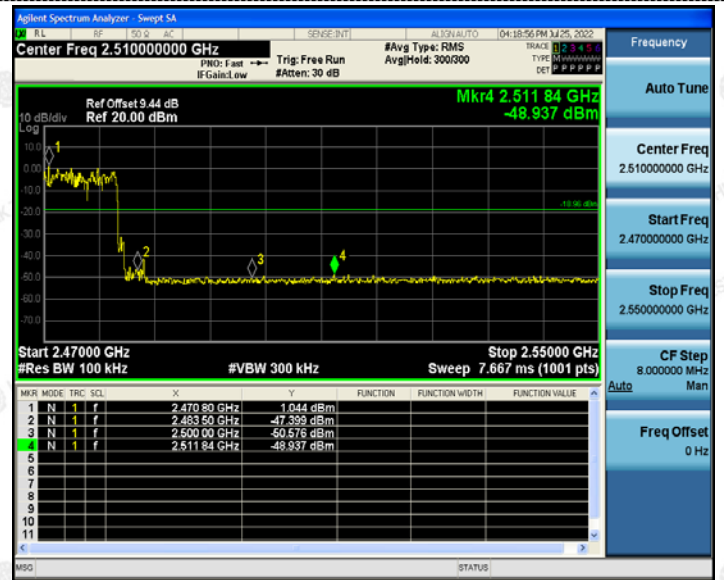 Agilent Spectrum Analyzer - Swept SA
RL RF 50 Ω AC SENSE:INT ALIGNAUTO 04:18:56 PM Jul 25, 2022
Center Freq 2.510000000 GHz #Avg Type: RMS TRACE 1 2 3 4 5 6
PNO: Fast Trig: Free Run Avg|Hold: 300/300 TYPE M
IFGain:Low #Atten: 30 dB DET P P P P P P
Ref Offset 9.44 dB Mkr4 2.511 84 GHz
10 dB/div Ref 20.00 dBm -48.937 dBm
Log
10.0
0.00
-10.0
-20.0
-30.0
-40.0
-50.0
-60.0
-70.0
1
2
3
4
-18.96 dBm
Start 2.47000 GHz Stop 2.55000 GHz
#Res BW 100 kHz #VBW 300 kHz Sweep 7.667 ms (1001 pts)
MKR MODE TRC SCL X Y FUNCTION FUNCTION WIDTH FUNCTION VALUE
1 N 1 f 2.470 80 GHz 1.044 dBm
2 N 1 f 2.483 50 GHz -47.399 dBm
3 N 1 f 2.500 00 GHz -50.576 dBm
4 N 1 f 2.511 84 GHz -48.937 dBm
5
6
7
8
9
10
11
MSG STATUS
Frequency
Auto Tune
Center Freq
2.510000000 GHz
Start Freq
2.470000000 GHz
Stop Freq
2.550000000 GHz
CF Step
8.000000 MHz
Auto Man
Freq Offset
0 Hz